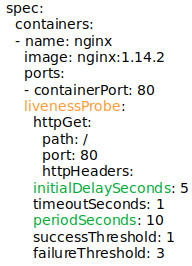 spec:
  containers:
  - name: nginx
    image: nginx:1.14.2
    ports:
    - containerPort: 80
    livenessProbe:
      httpGet:
        path: /
        port: 80
        httpHeaders:
      initialDelaySeconds: 5
      timeoutSeconds: 1
      periodSeconds: 10
      successThreshold: 1
      failureThreshold: 3